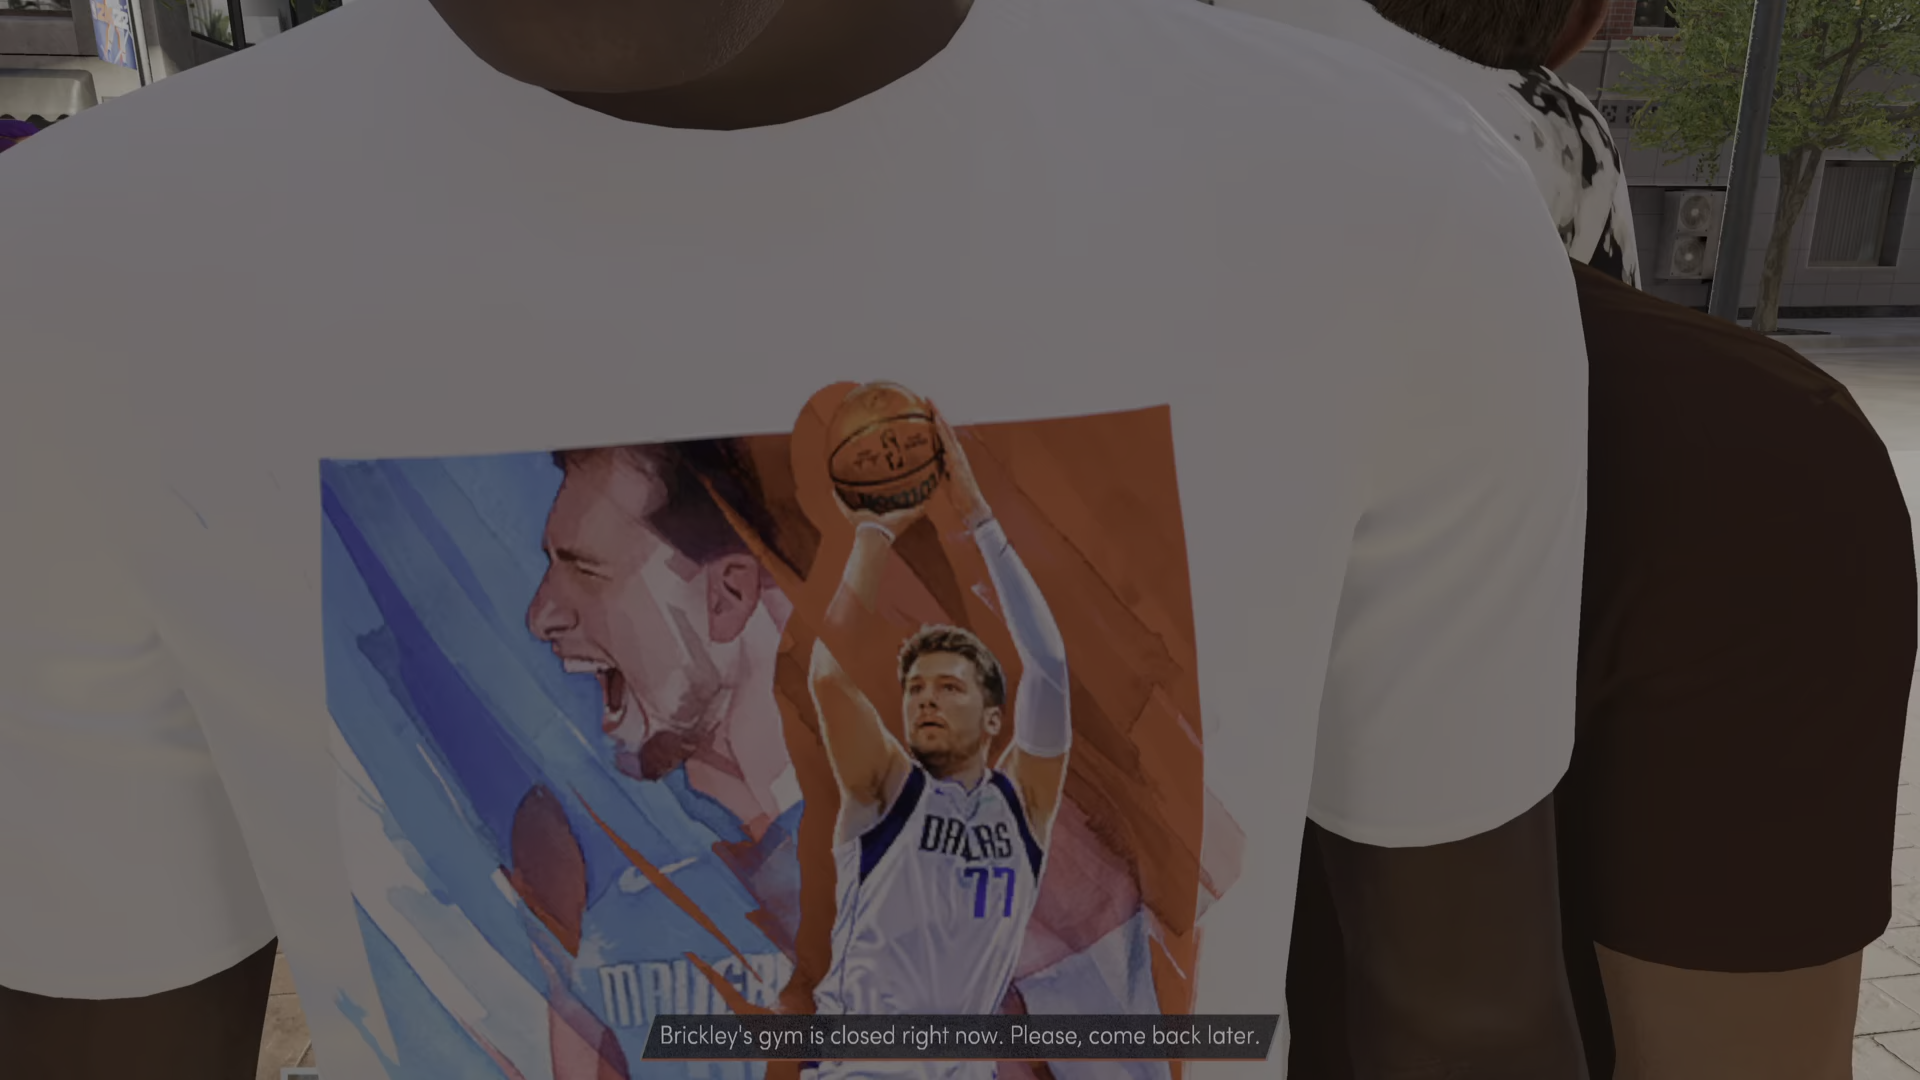 DALLAS
77
Brickley's gym is closed right now. Please, come back later.